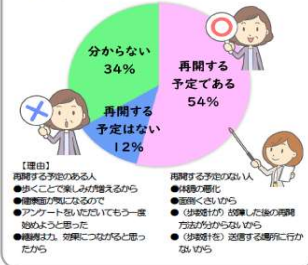 分からない
34%
再開する
予定である
54%
再開する
予定はない
12%
【理由】
再開する予定のある人
●歩くことで楽しみが増えるから
●健康面が気になるので
●アンケートをいただいてもう一度
始めようと思った
●継続は力。効果につながると思っ
たから
再開する予定のない人
●体調の悪化
●面倒くさいから
●（歩数計が）故障した後の再開
方法が分からないから
●（歩数計を）送信する場所に行か
ないから